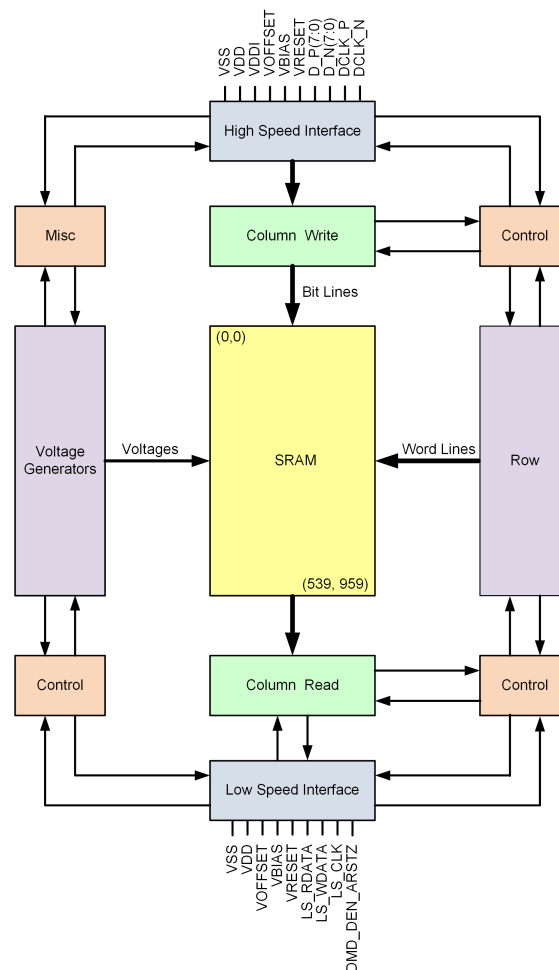 VSS
VDD
VDDI
VOFFSET
VBIAS
VRESET
D_P(7:0)
D_N(7:0)
DCLK_P
DCLK_N
High Speed Interface
Misc
Column Write
Control
Bit Lines
(0,0)
Voltage
Generators
Voltages
SRAM
Word Lines
Row
(539, 959)
Control
Column Read
Control
Low Speed Interface
VSS
VDD
VOFFSET
VBIAS
VRESET
LS_RDATA
LS_WDATA
LS_CLK
DMD_DEN_ARSTZ